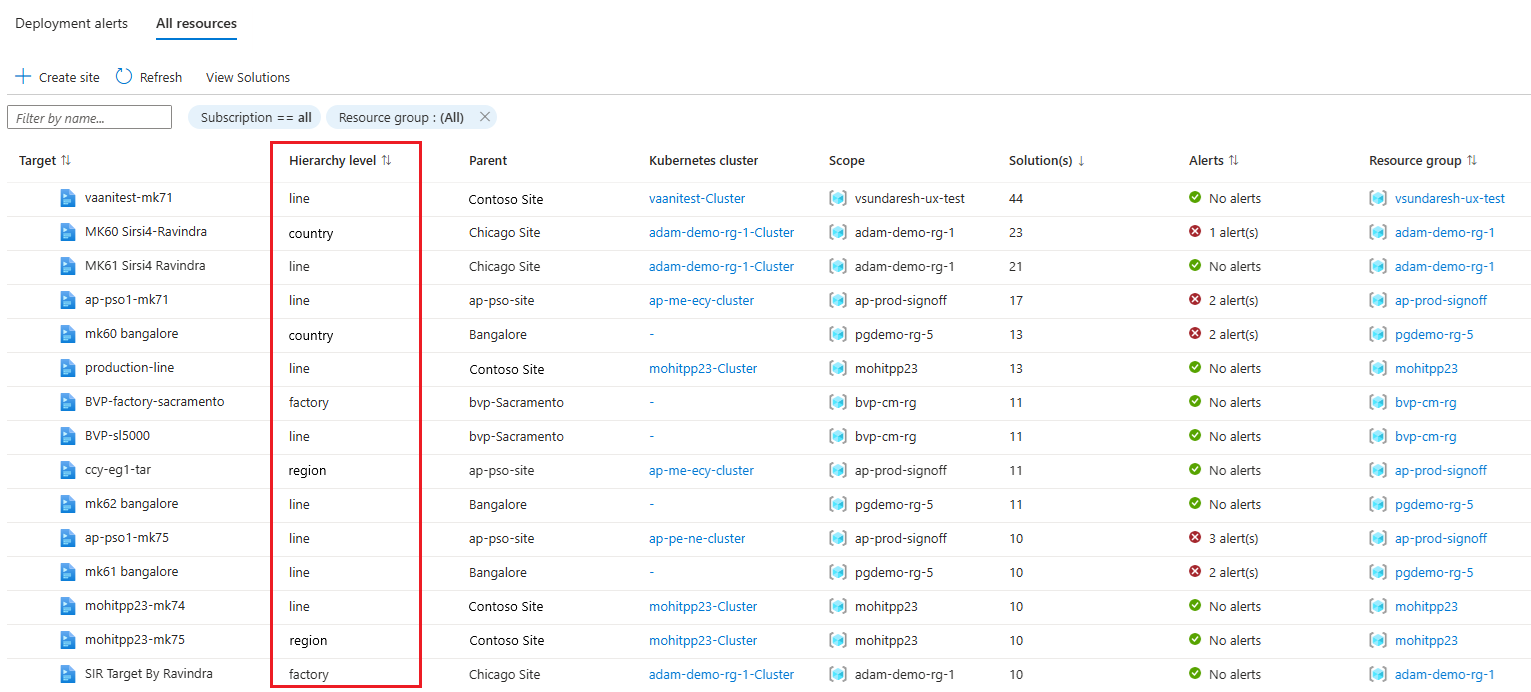 Deployment alerts All resources
Create site Refresh View Solutions
Filter by name... Subscription == all Resource group : (All)
Target Hierarchy level Parent Kubernetes cluster Scope Solution(s) Alerts Resource group
vaanitest-mk71 line Contoso Site vaanitest-Cluster vsundaresh-ux-test 44 No alerts vsundaresh-ux-test
MK60 Sirsi4-Ravindra country Chicago Site adam-demo-rg-1-Cluster adam-demo-rg-1 23 1 alert(s) adam-demo-rg-1
MK61 Sirsi4 Ravindra line Chicago Site adam-demo-rg-1-Cluster adam-demo-rg-1 21 No alerts adam-demo-rg-1
ap-pso1-mk71 line ap-pso-site ap-me-ecy-cluster ap-prod-signoff 17 2 alert(s) ap-prod-signoff
mk60 bangalore country Bangalore - pgdemo-rg-5 13 2 alert(s) pgdemo-rg-5
production-line line Contoso Site mohitpp23-Cluster mohitpp23 13 No alerts mohitpp23
BVP-factory-sacramento factory bvp-Sacramento - bvp-cm-rg 11 No alerts bvp-cm-rg
BVP-sl5000 line bvp-Sacramento - bvp-cm-rg 11 No alerts bvp-cm-rg
ccy-eg1-tar region ap-pso-site ap-me-ecy-cluster ap-prod-signoff 11 No alerts ap-prod-signoff
mk62 bangalore line Bangalore - pgdemo-rg-5 11 No alerts pgdemo-rg-5
ap-pso1-mk75 line ap-pso-site ap-pe-ne-cluster ap-prod-signoff 10 3 alert(s) ap-prod-signoff
mk61 bangalore line Bangalore - pgdemo-rg-5 10 2 alert(s) pgdemo-rg-5
mohitpp23-mk74 line Contoso Site mohitpp23-Cluster mohitpp23 10 No alerts mohitpp23
mohitpp23-mk75 region Contoso Site mohitpp23-Cluster mohitpp23 10 No alerts mohitpp23
SIR Target By Ravindra factory Chicago Site adam-demo-rg-1-Cluster adam-demo-rg-1 10 No alerts adam-demo-rg-1